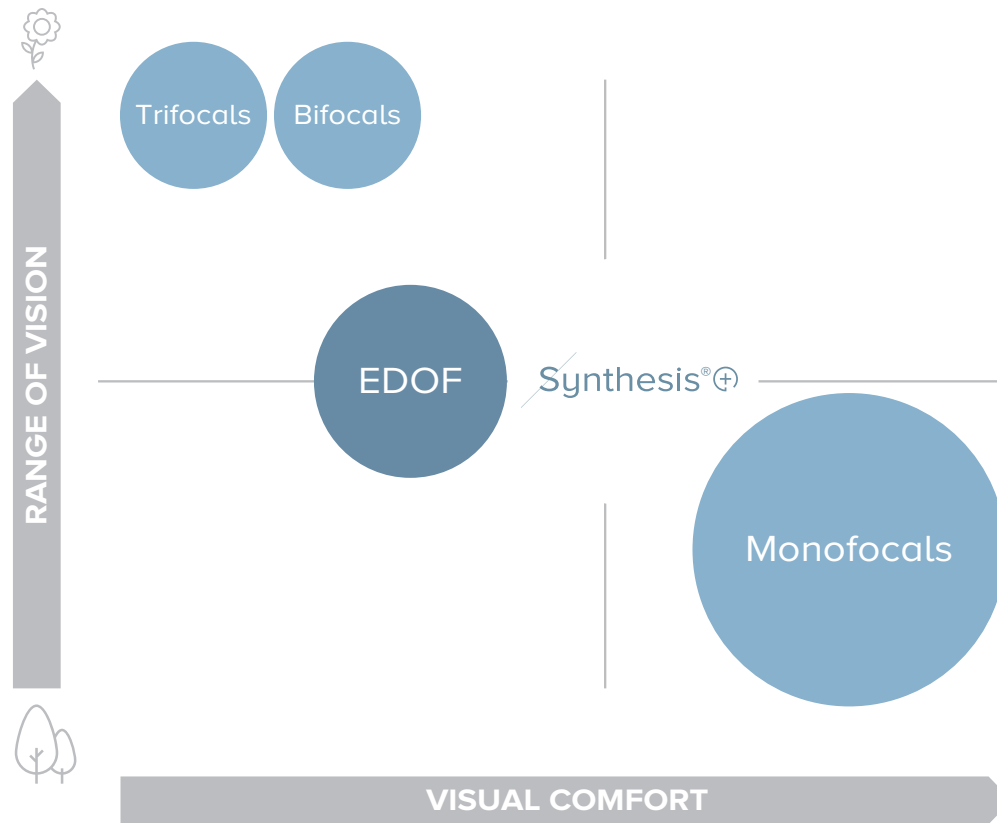 Trifocals
Bifocals
RANGE OF VISION
EDOF
Synthesis®+
Monofocals
VISUAL COMFORT